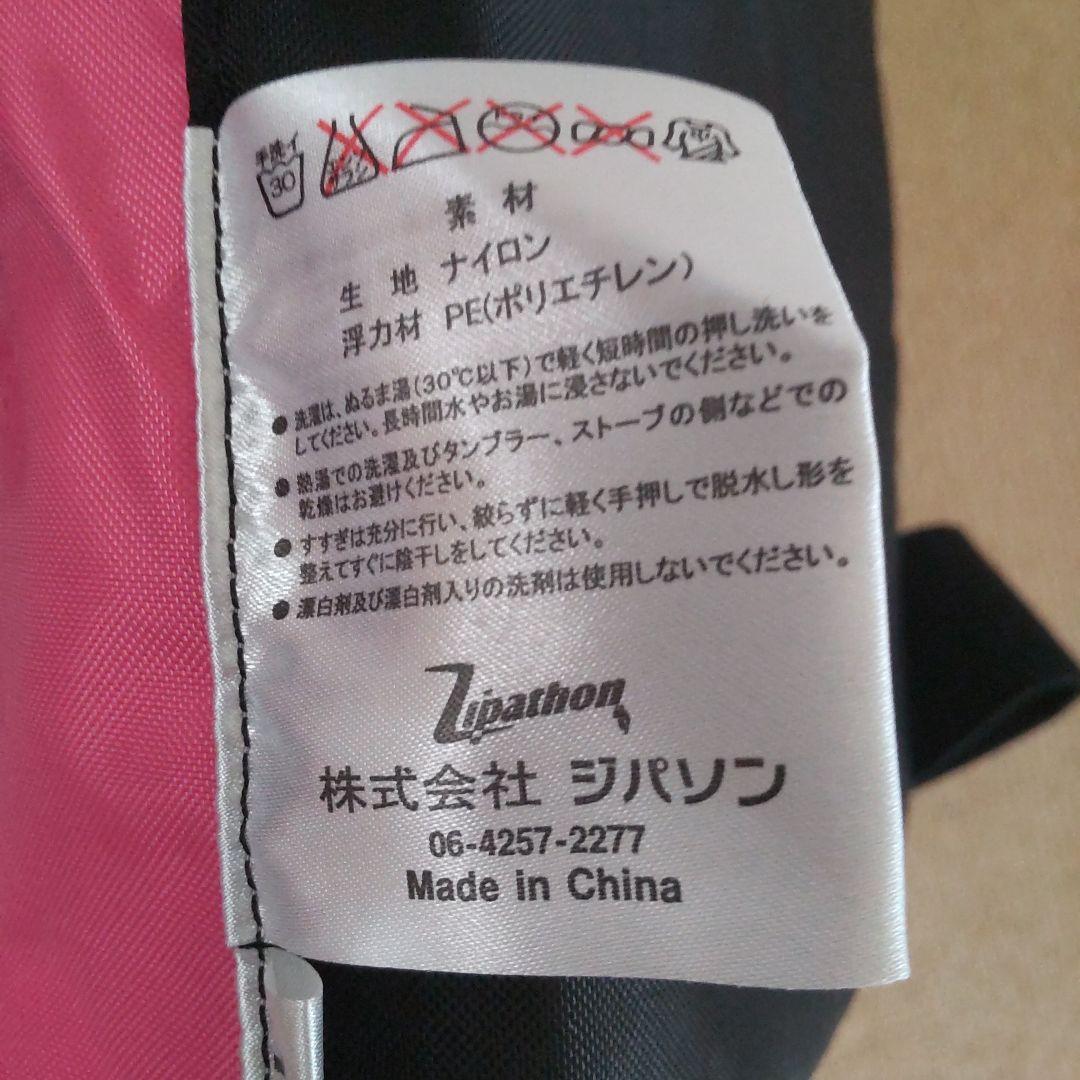 手洗イ
30
素材
生地 ナイロン
浮力材 PE(ポリエチレン)
● 洗濯は、ぬるま湯(30℃以下)で軽く短時間の押し洗いを
してください。長時間水やお湯に浸さないでください。
● 熱湯での洗濯及びタンブラー、ストーブの側などでの
乾燥はお避けください。
● すすぎは充分に行い、絞らずに軽く手押しで脱水し形を
整えてすぐに陰干しをしてください。
● 漂白剤及び漂白剤入りの洗剤は使用しないでください。
Zipathon
株式会社 ジパソン
06-4257-2277
Made in China